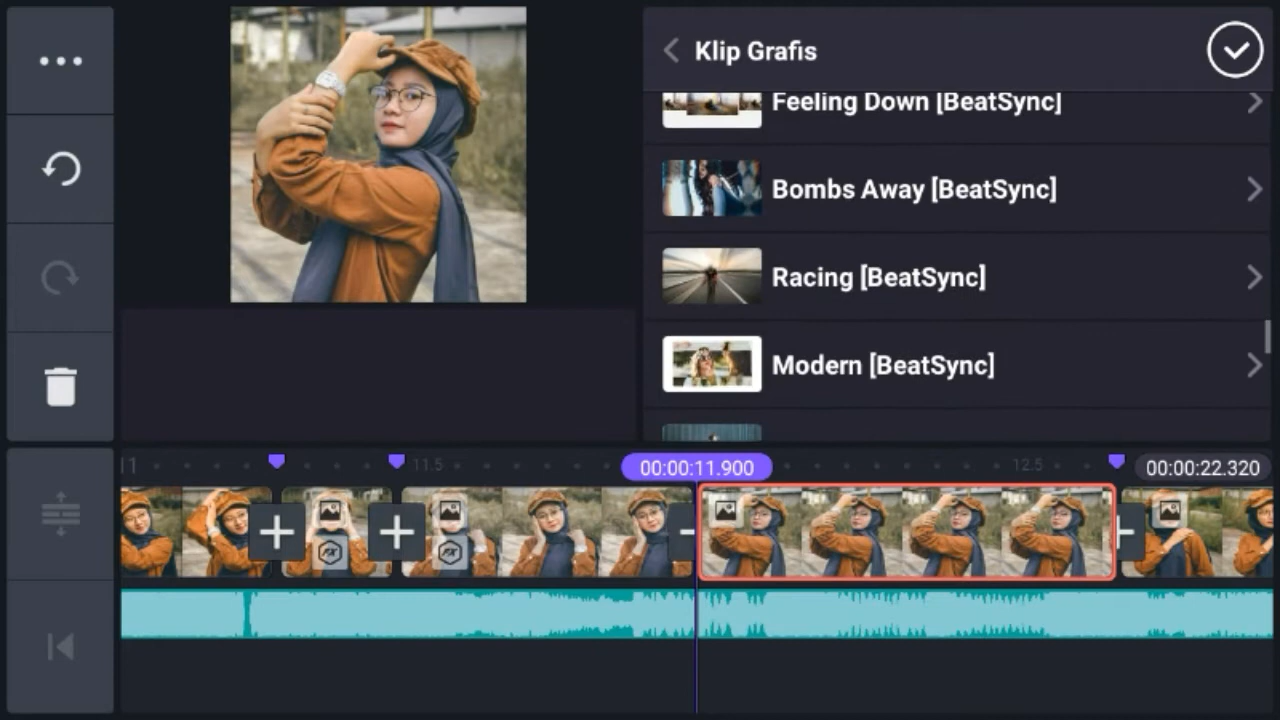 Klip Grafis
Feeling Down [BeatSync]
Bombs Away [BeatSync]
Racing [BeatSync]
Modern [BeatSync]
11
11.5
00:00:11.900
12.5
00:00:22.320